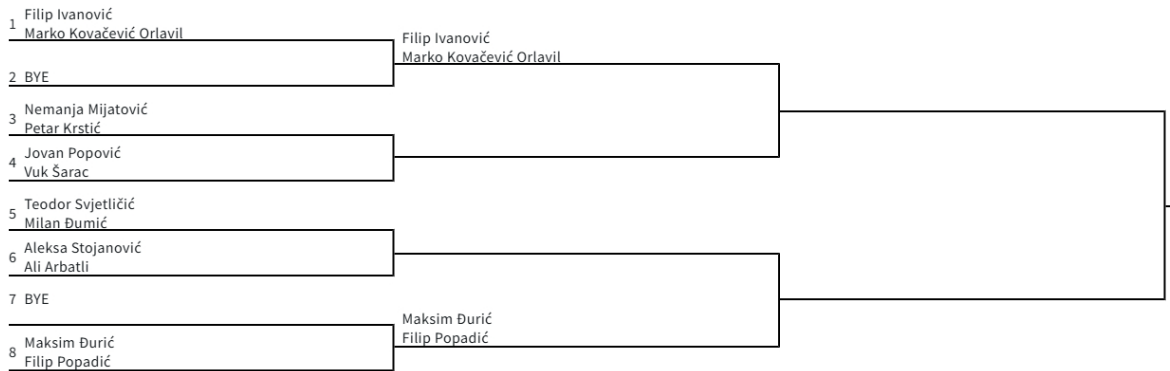 1 Filip Ivanović
Marko Kovačević Orlavil
2 BYE
3 Nemanja Mijatović
Petar Krstić
4 Jovan Popović
Vuk Šarac
5 Teodor Svjetličić
Milan Đumić
6 Aleksa Stojanović
Ali Arbatli
7 BYE
8 Maksim Đurić
Filip Popadić
Filip Ivanović
Marko Kovačević Orlavil
Maksim Đurić
Filip Popadić